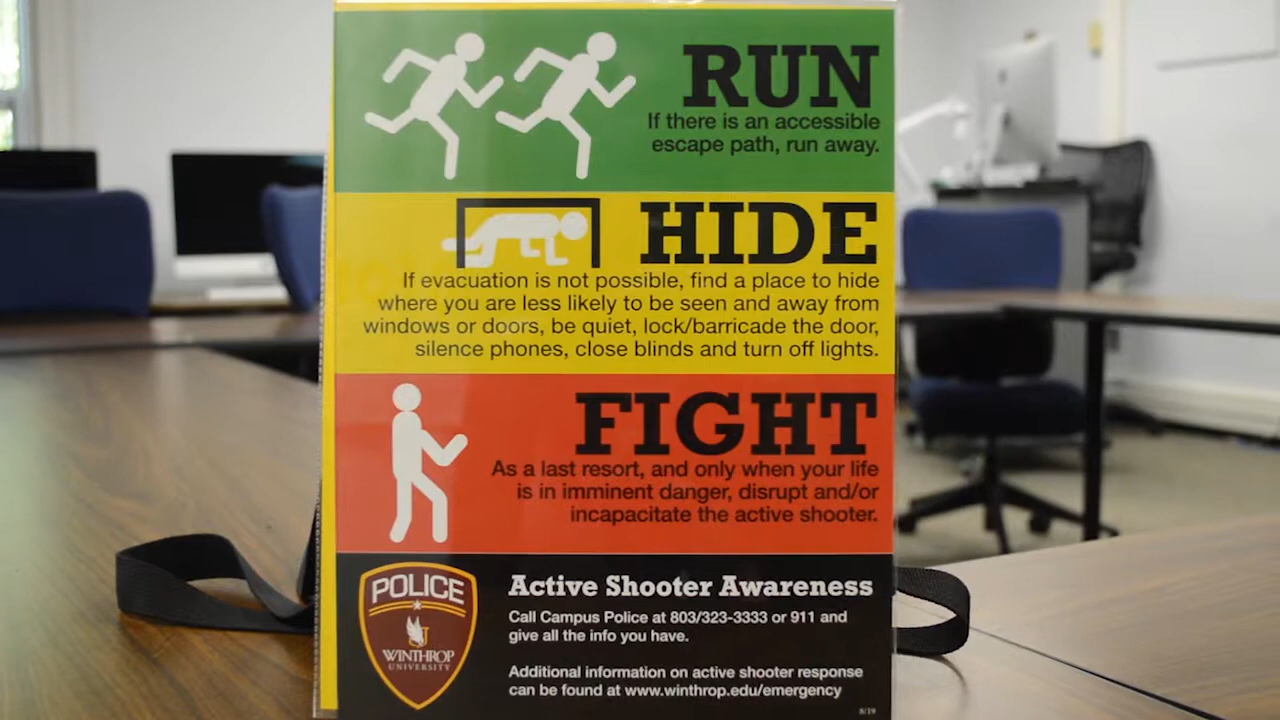 RUN
If there is an accessible
escape path, run away.
HIDE
If evacuation is not possible, find a place to hide
where you are less likely to be seen and away from
windows or doors, be quiet, lock/barricade the door,
silence phones, close blinds and turn off lights.
FIGHT
As a last resort, and only when your life
is in imminent danger, disrupt and/or
incapacitate the active shooter.
POLICE
WINTHROP
UNIVERSITY
Active Shooter Awareness
Call Campus Police at 803/323-3333 or 911 and
give all the info you have.
Additional information on active shooter response
can be found at www.winthrop.edu/emergency
8/19